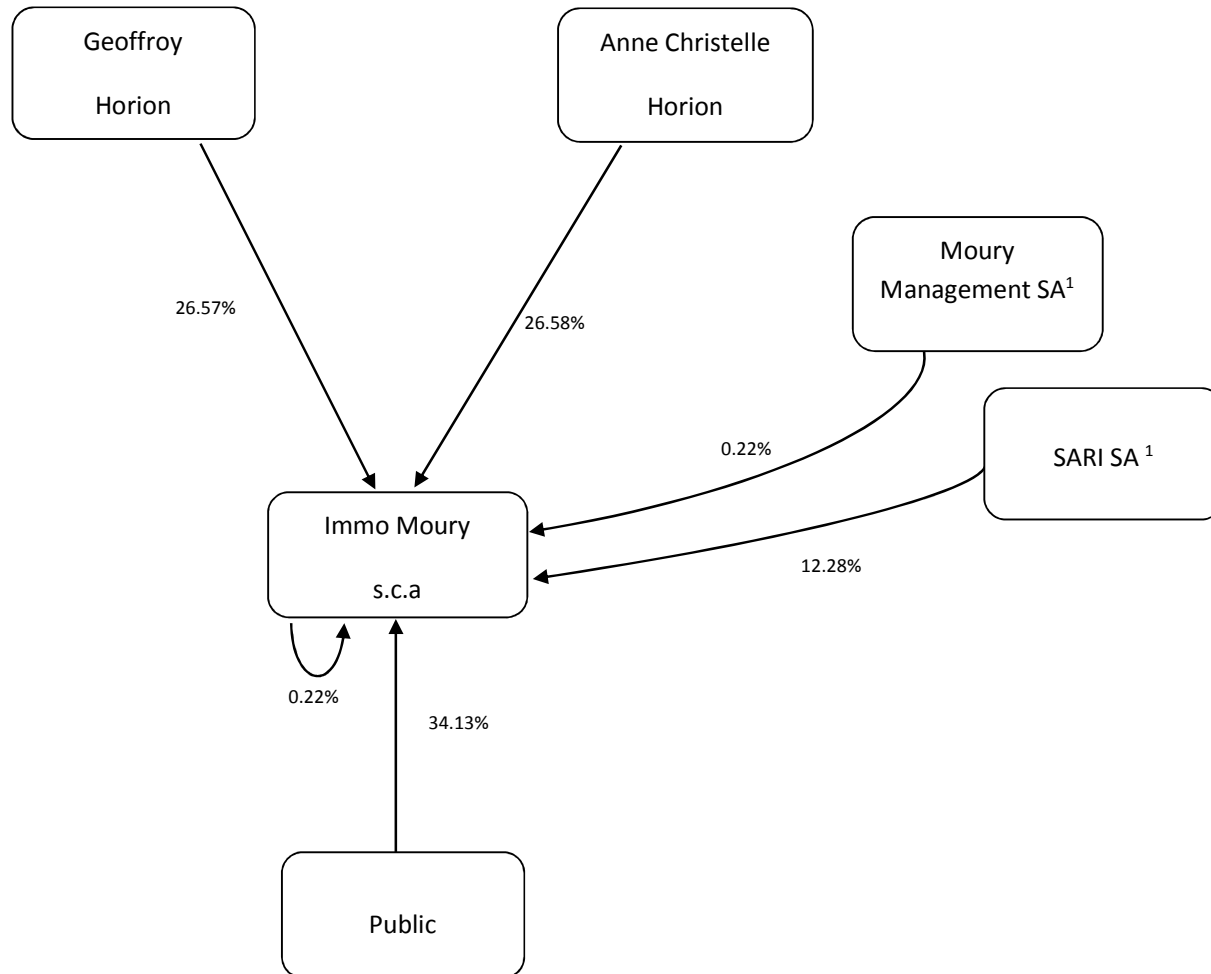 Geoffroy
Horion
Anne Christelle
Horion
Moury
Management SA¹
26.57%
26.58%
0.22%
SARI SA ¹
Immo Moury
s.c.a
12.28%
0.22%
34.13%
Public